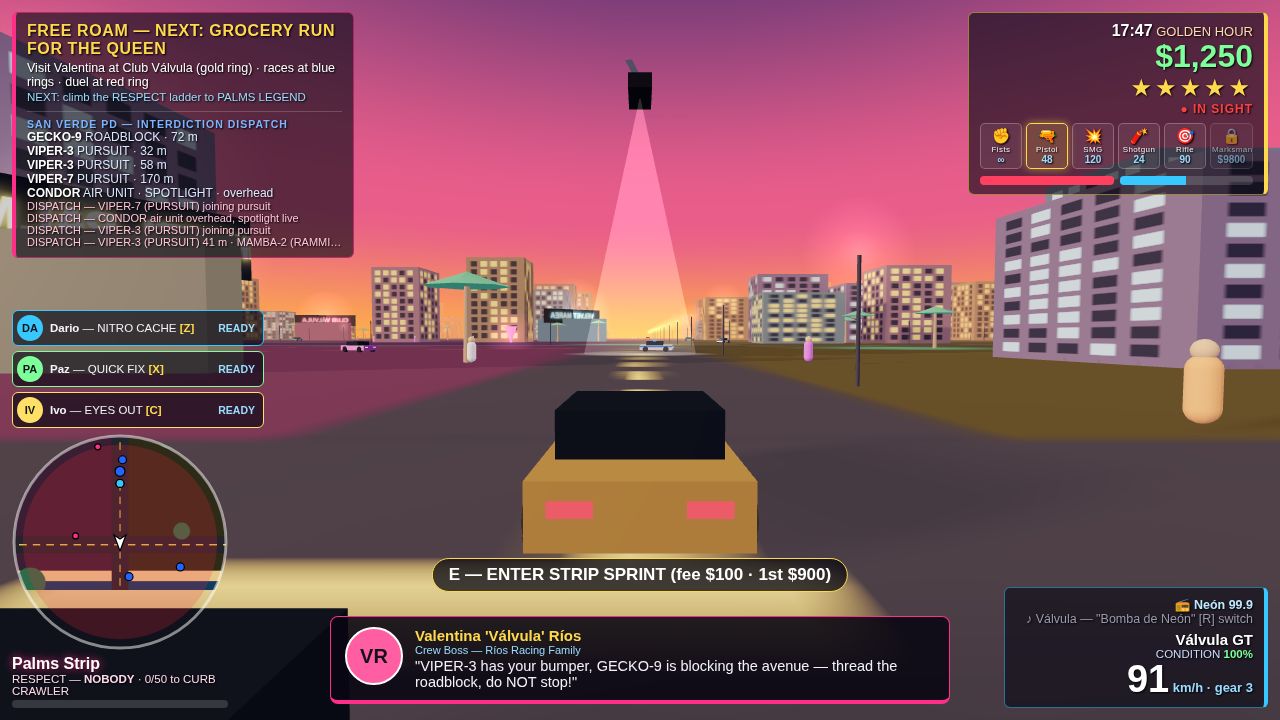 FREE ROAM — NEXT: GROCERY RUN
FOR THE QUEEN
Visit Valentina at Club Válvula (gold ring) · races at blue
rings · duel at red ring
NEXT: climb the RESPECT ladder to PALMS LEGEND
SAN VERDE PD — INTERDICTION DISPATCH
GECKO-9 ROADBLOCK · 72 m
VIPER-3 PURSUIT · 32 m
VIPER-3 PURSUIT · 58 m
VIPER-7 PURSUIT · 170 m
CONDOR AIR UNIT · SPOTLIGHT · overhead
DISPATCH — VIPER-7 (PURSUIT) joining pursuit
DISPATCH — CONDOR air unit overhead, spotlight live
DISPATCH — VIPER-3 (PURSUIT) joining pursuit
DISPATCH — VIPER-3 (PURSUIT) 41 m · MAMBA-2 (RAMMI...
17:47 GOLDEN HOUR
$1,250
★★★★★
● IN SIGHT
Fists Pistol SMG Shotgun Rifle Marksman
∞ 48 120 24 90 $9800
DA Dario — NITRO CACHE [Z] READY
PA Paz — QUICK FIX [X] READY
IV Ivo — EYES OUT [C] READY
CLUB VÁLVULA
VELVET ARENA
E — ENTER STRIP SPRINT (fee $100 · 1st $900)
Palms Strip
RESPECT — NOBODY · 0/50 to CURB
CRAWLER
VR
Valentina 'Válvula' Ríos
Crew Boss — Ríos Racing Family
"VIPER-3 has your bumper, GECKO-9 is blocking the avenue — thread the
roadblock, do NOT stop!"
Neón 99.9
♪ Válvula — "Bomba de Neón" [R] switch
Válvula GT
CONDITION 100%
91 km/h · gear 3